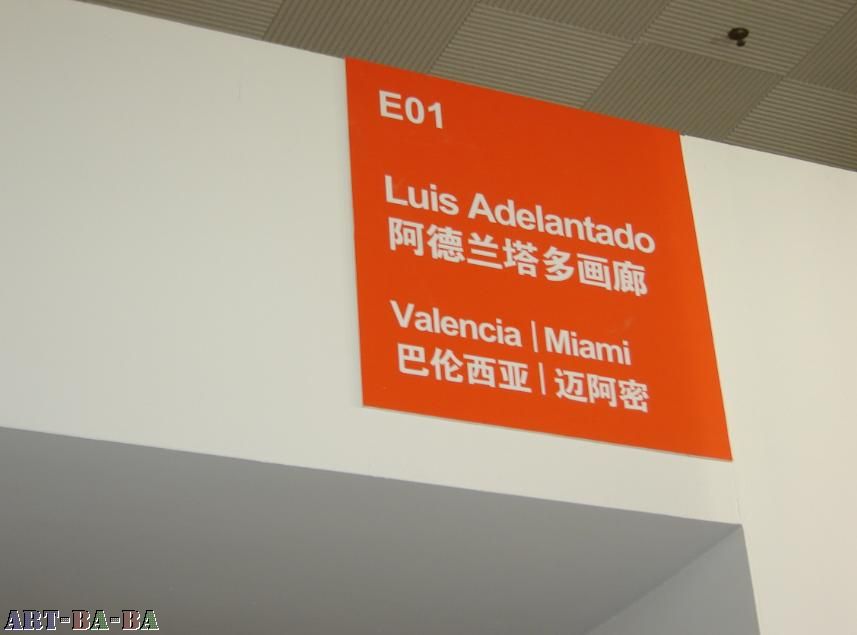 E01
Luis Adelantado
阿德兰塔多画廊
Valencia | Miami
巴伦西亚 | 迈阿密
ART-BA-BA